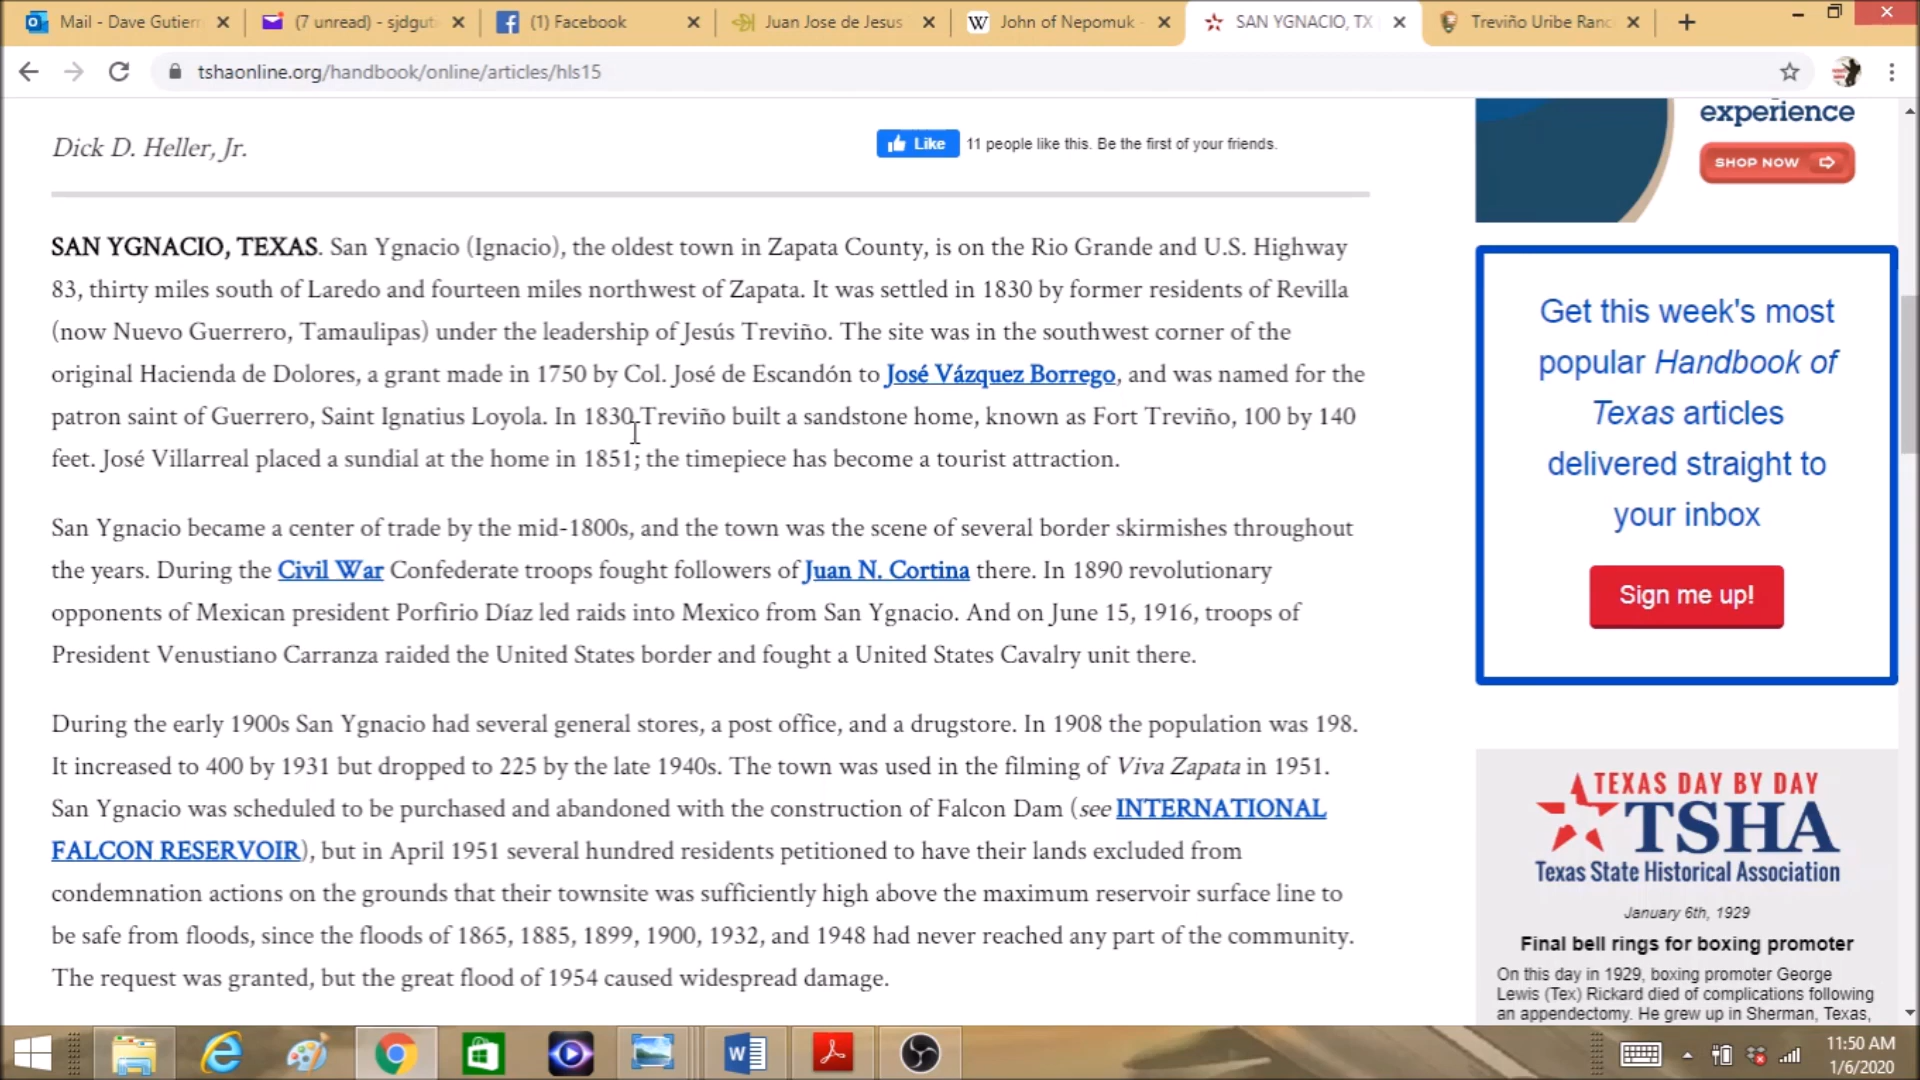 Mail - Dave Gutierr
(7 unread) - sjdgut
(1) Facebook
Juan Jose de Jesus
John of Nepomuk -
SAN YGNACIO, TX
Treviño Uribe Ranc
tshaonline.org/handbook/online/articles/hls15
Dick D. Heller, Jr.
Like
11 people like this. Be the first of your friends.
SAN YGNACIO, TEXAS. San Ygnacio (Ignacio), the oldest town in Zapata County, is on the Rio Grande and U.S. Highway
83, thirty miles south of Laredo and fourteen miles northwest of Zapata. It was settled in 1830 by former residents of Revilla
(now Nuevo Guerrero, Tamaulipas) under the leadership of Jesús Treviño. The site was in the southwest corner of the
original Hacienda de Dolores, a grant made in 1750 by Col. José de Escandón to José Vázquez Borrego, and was named for the
patron saint of Guerrero, Saint Ignatius Loyola. In 1830 Treviño built a sandstone home, known as Fort Treviño, 100 by 140
feet. José Villarreal placed a sundial at the home in 1851; the timepiece has become a tourist attraction.
San Ygnacio became a center of trade by the mid-1800s, and the town was the scene of several border skirmishes throughout
the years. During the Civil War Confederate troops fought followers of Juan N. Cortina there. In 1890 revolutionary
opponents of Mexican president Porfirio Díaz led raids into Mexico from San Ygnacio. And on June 15, 1916, troops of
President Venustiano Carranza raided the United States border and fought a United States Cavalry unit there.
During the early 1900s San Ygnacio had several general stores, a post office, and a drugstore. In 1908 the population was 198.
It increased to 400 by 1931 but dropped to 225 by the late 1940s. The town was used in the filming of Viva Zapata in 1951.
San Ygnacio was scheduled to be purchased and abandoned with the construction of Falcon Dam (see INTERNATIONAL
FALCON RESERVOIR), but in April 1951 several hundred residents petitioned to have their lands excluded from
condemnation actions on the grounds that their townsite was sufficiently high above the maximum reservoir surface line to
be safe from floods, since the floods of 1865, 1885, 1899, 1900, 1932, and 1948 had never reached any part of the community.
The request was granted, but the great flood of 1954 caused widespread damage.
experience
SHOP NOW
Get this week's most
popular Handbook of
Texas articles
delivered straight to
your inbox
Sign me up!
TEXAS DAY BY DAY
TSHA
Texas State Historical Association
January 6th, 1929
Final bell rings for boxing promoter
On this day in 1929, boxing promoter George
Lewis (Tex) Rickard died of complications following
an appendectomy. He grew up in Sherman, Texas,
11:50 AM
1/6/2020